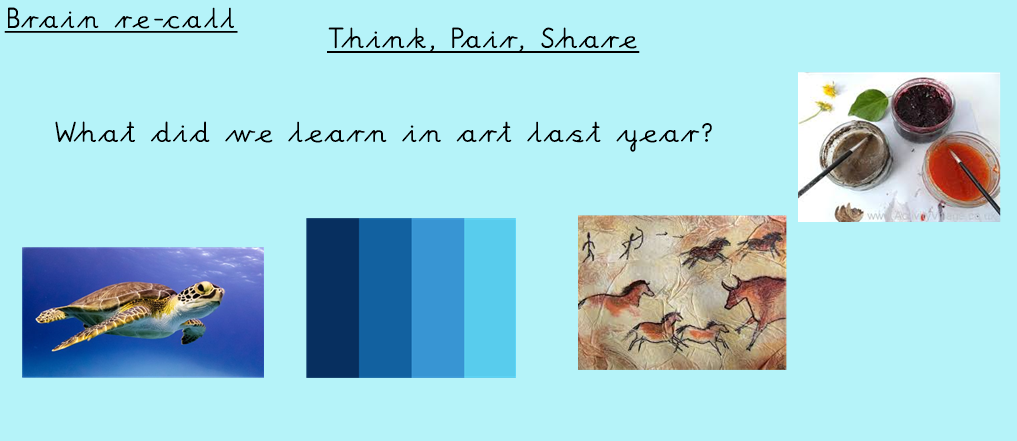 Brain re-call
Think, Pair, Share
What did we learn in art last year?